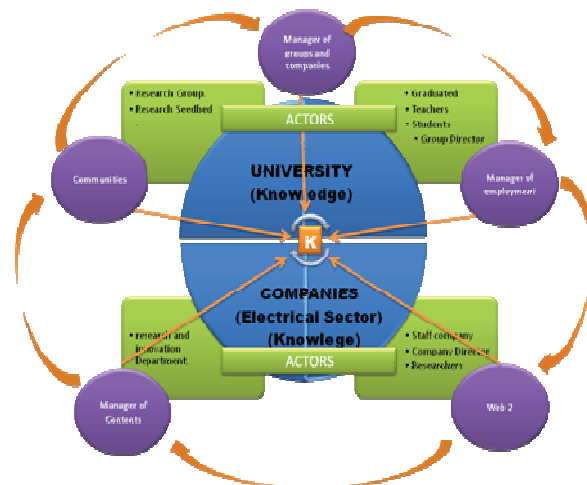 Manager of
groups and
companies
• Research Group.
• Research Seedbed
.
• Graduated
• Teachers
- Students
• Group Director
ACTORS
Communities
UNIVERSITY
(Knowledge)
Manager of
employment
K
COMPANIES
(Electrical Sector)
(Knowlege)
• research and
innovation
Department.
• Staff company
• Company Director
• Researchers
ACTORS
Manager of
Contents
Web 2